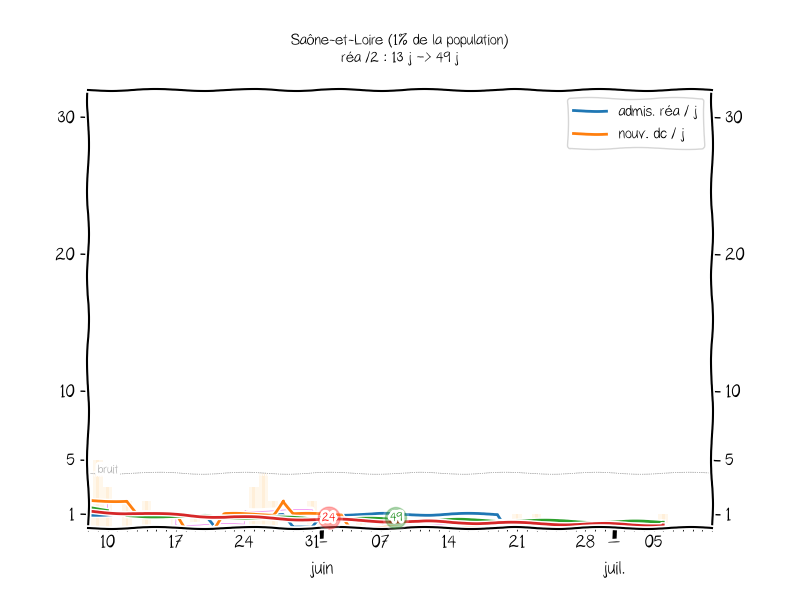 Saône-et-Loire (1% de la population)
réa /2 : 13 j -> 49 j
admis. réa / j
nouv. dc / j
30
30
20
20
10
10
5
5
bruit
1
1
24
49
10 17 24 31 07 14 21 28 05
juin juil.